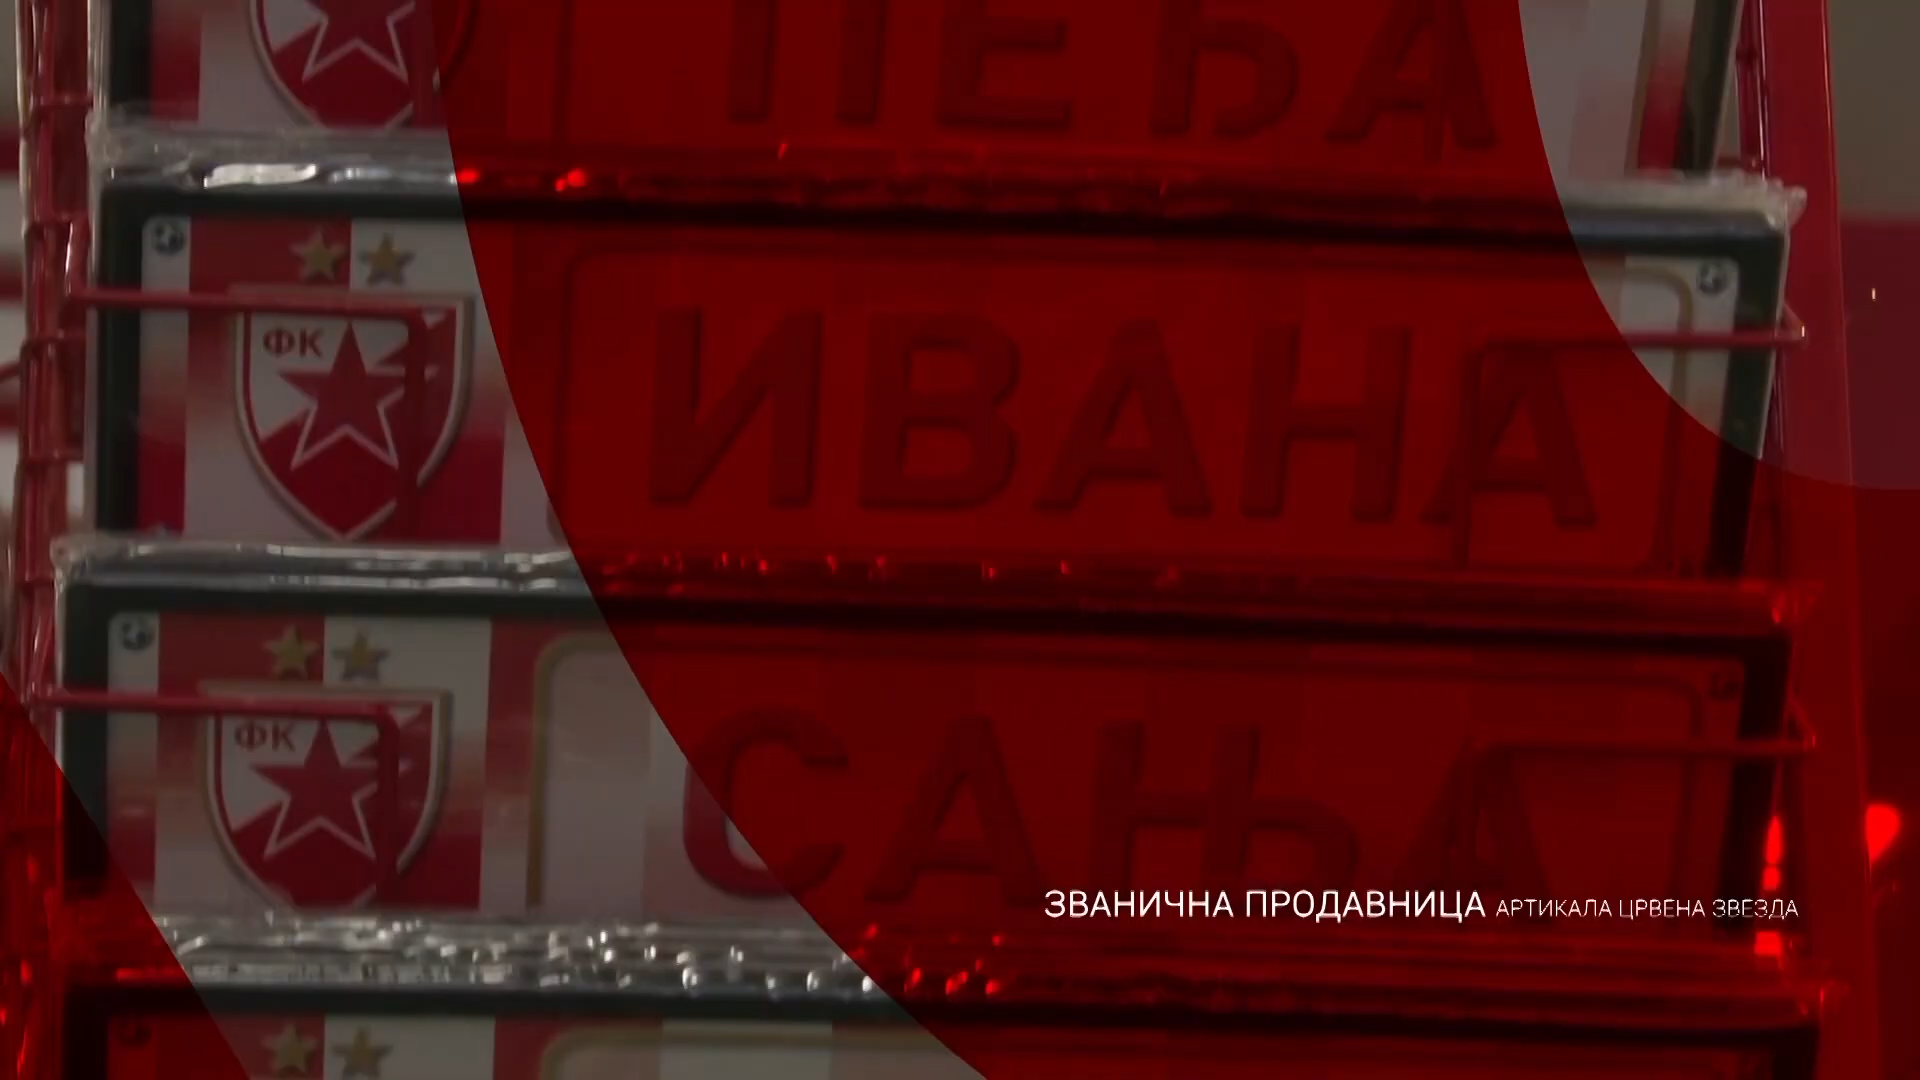 ПЕЂА
ФК
ИВАНА
ФК
САЊА
ЗВАНИЧНА ПРОДАВНИЦА АРТИКАЛА ЦРВЕНА ЗВЕЗДА